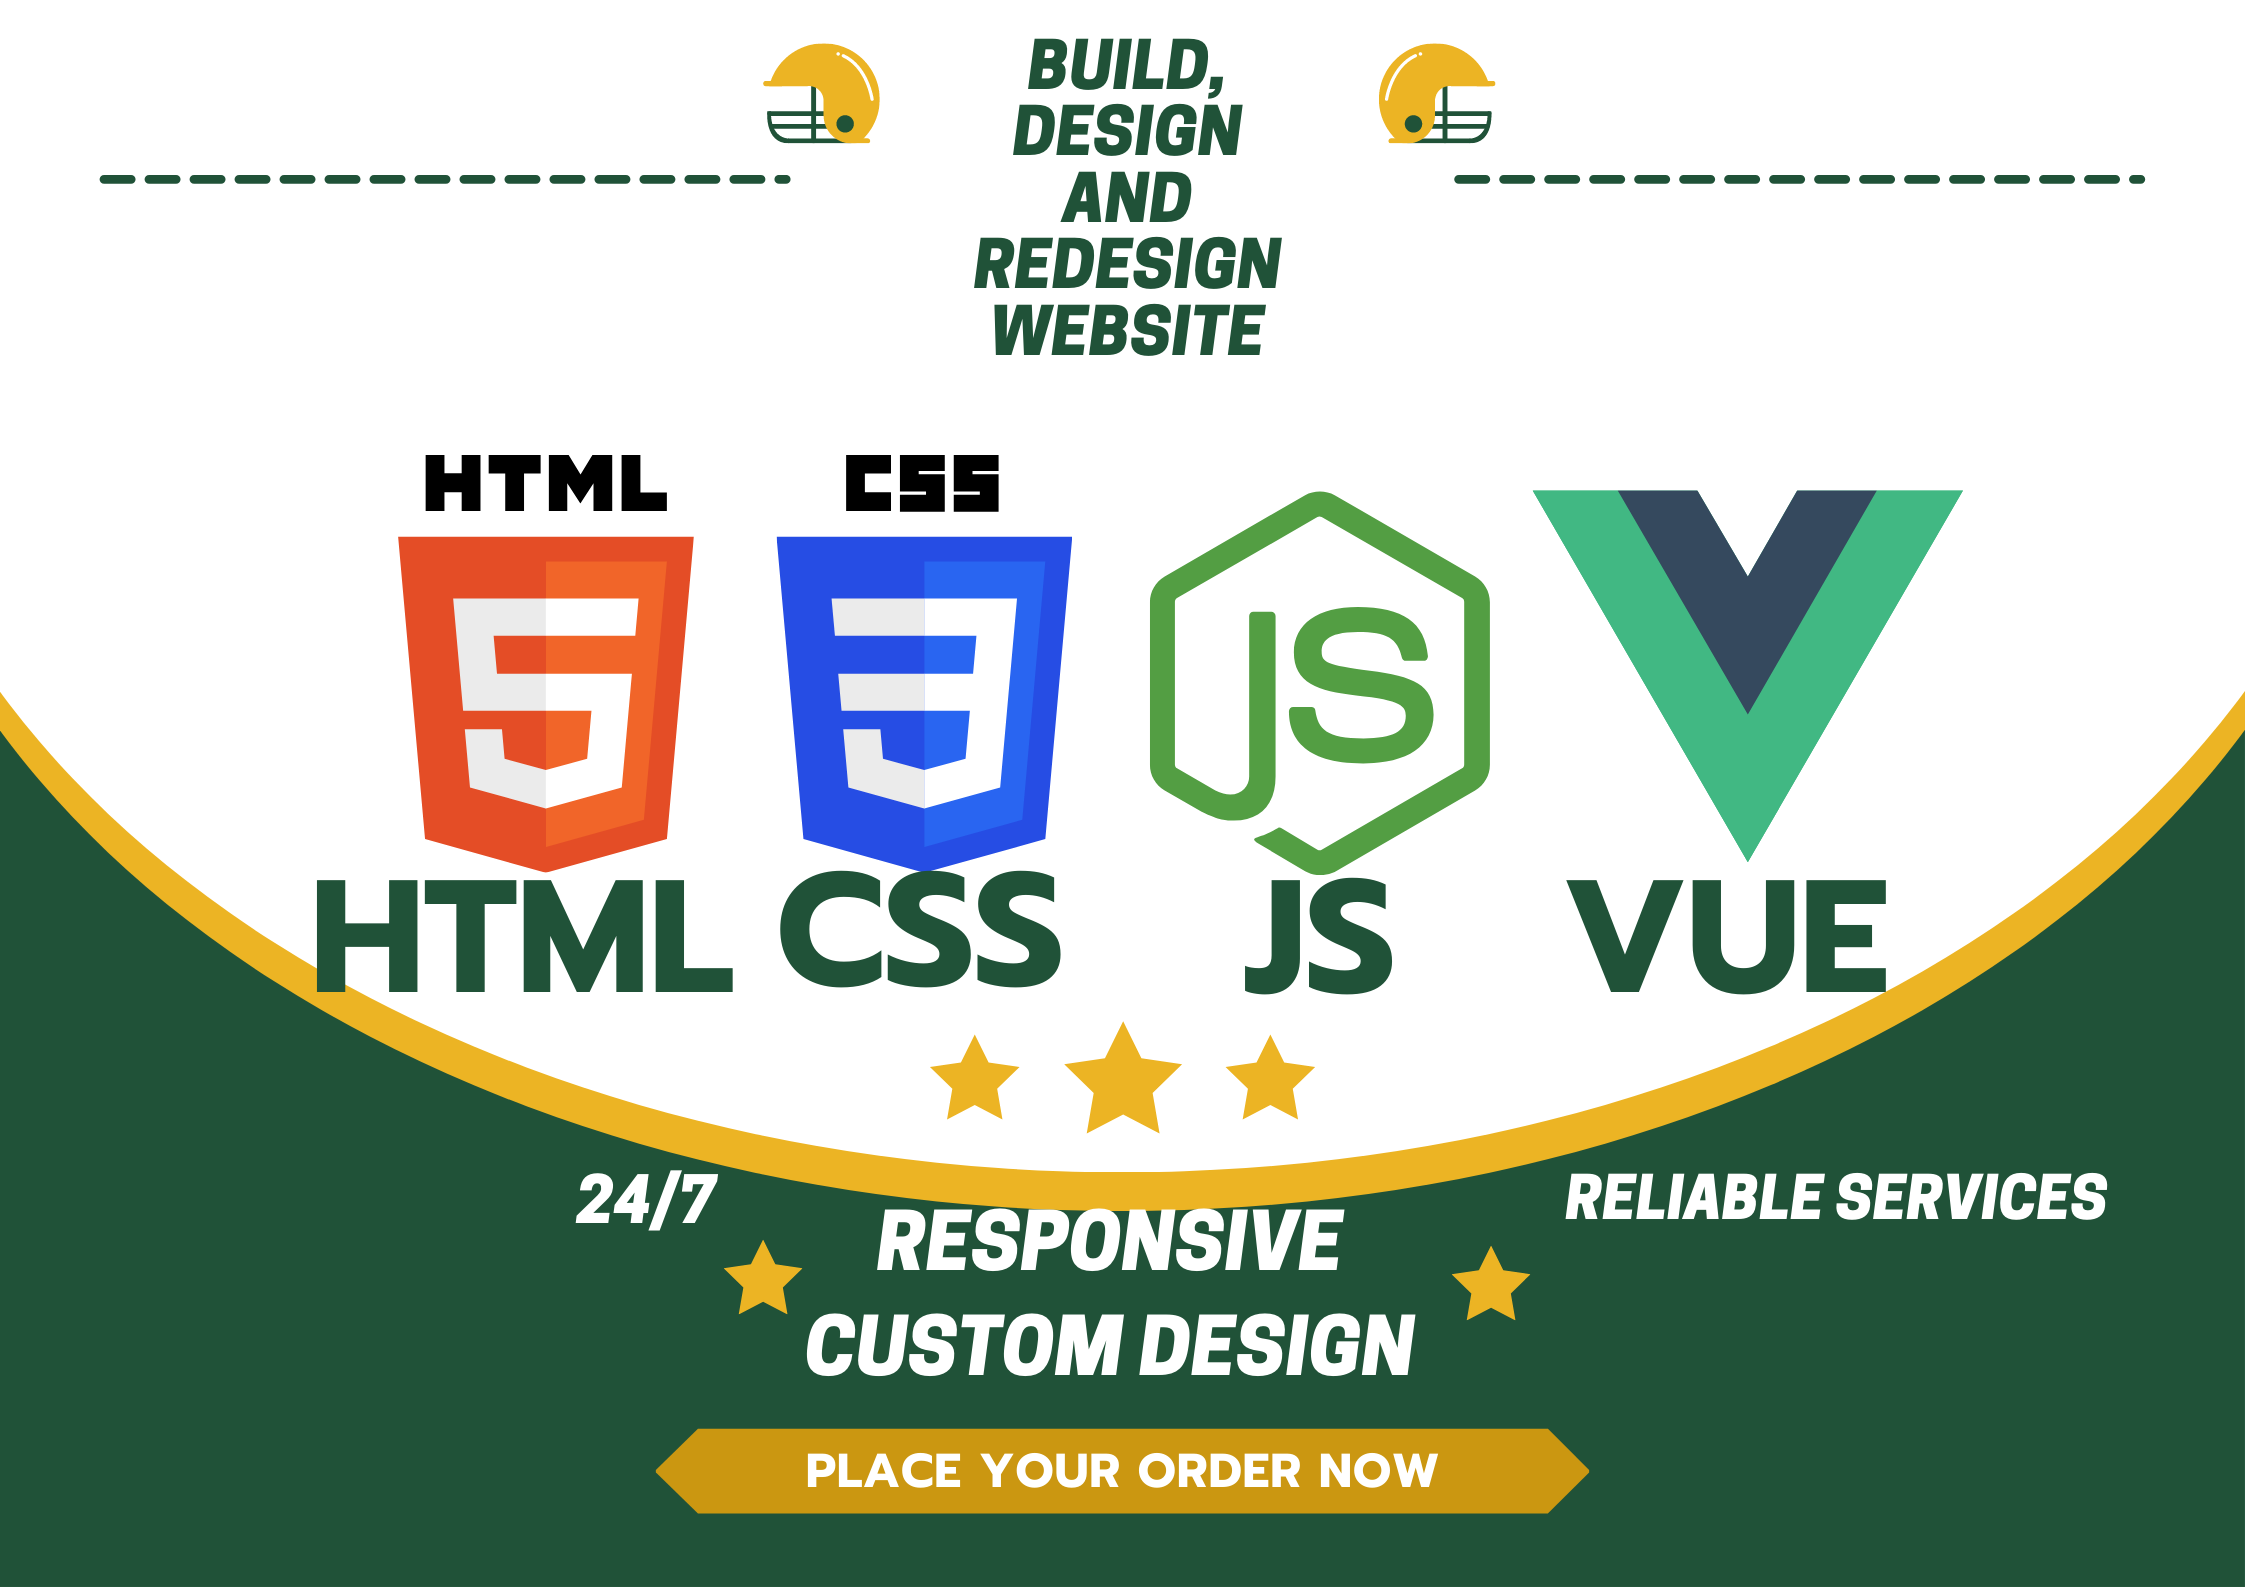 BUILD,
DESIGN
AND
REDESIGN
WEBSITE
HTML
CSS
JS
HTML
CSS
JS
VUE
24/7
RELIABLE SERVICES
RESPONSIVE
CUSTOM DESIGN
PLACE YOUR ORDER NOW